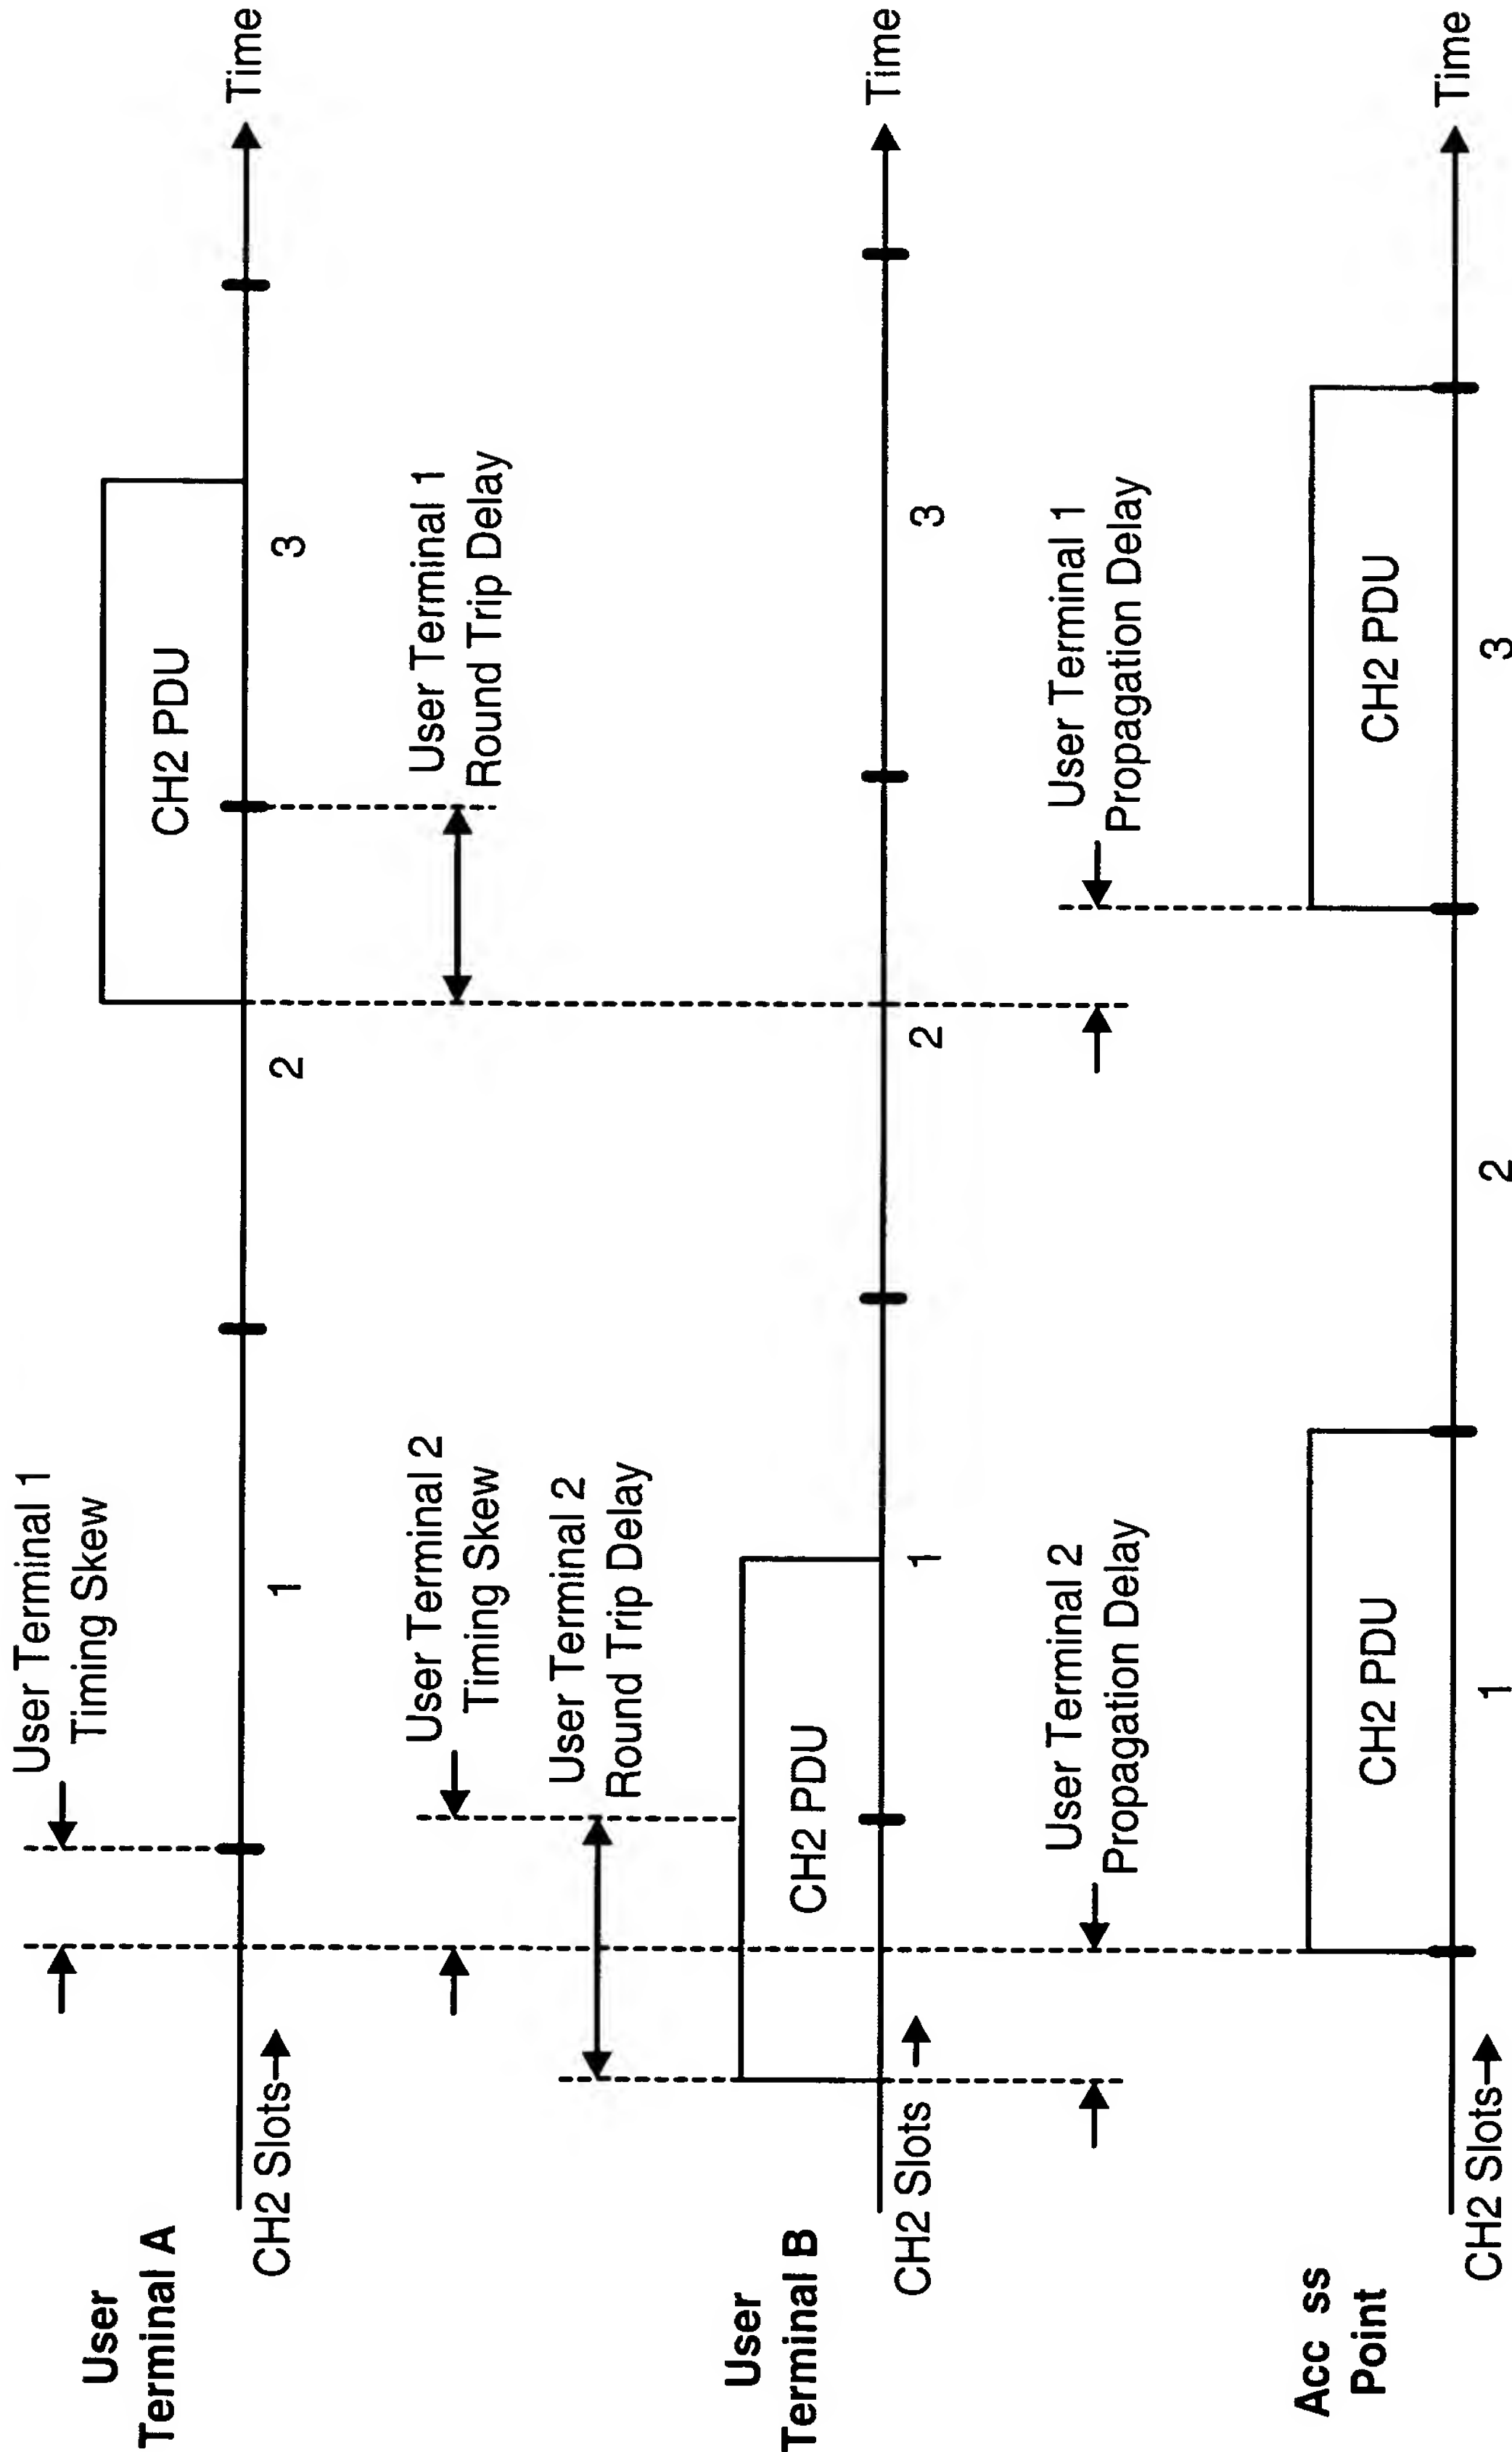 User Terminal 1
Timing Skew
User
Terminal A
CH2 Slots
1
2
3
CH2 PDU
Time
User Terminal 1
Round Trip Delay
User Terminal 2
Timing Skew
User Terminal 2
Round Trip Delay
User
Terminal B
CH2 PDU
CH2 Slots
1
2
3
Time
User Terminal 2
Propagation Delay
User Terminal 1
Propagation Delay
Acc ss
Point
CH2 PDU
CH2 PDU
CH2 Slots
1
2
3
Time